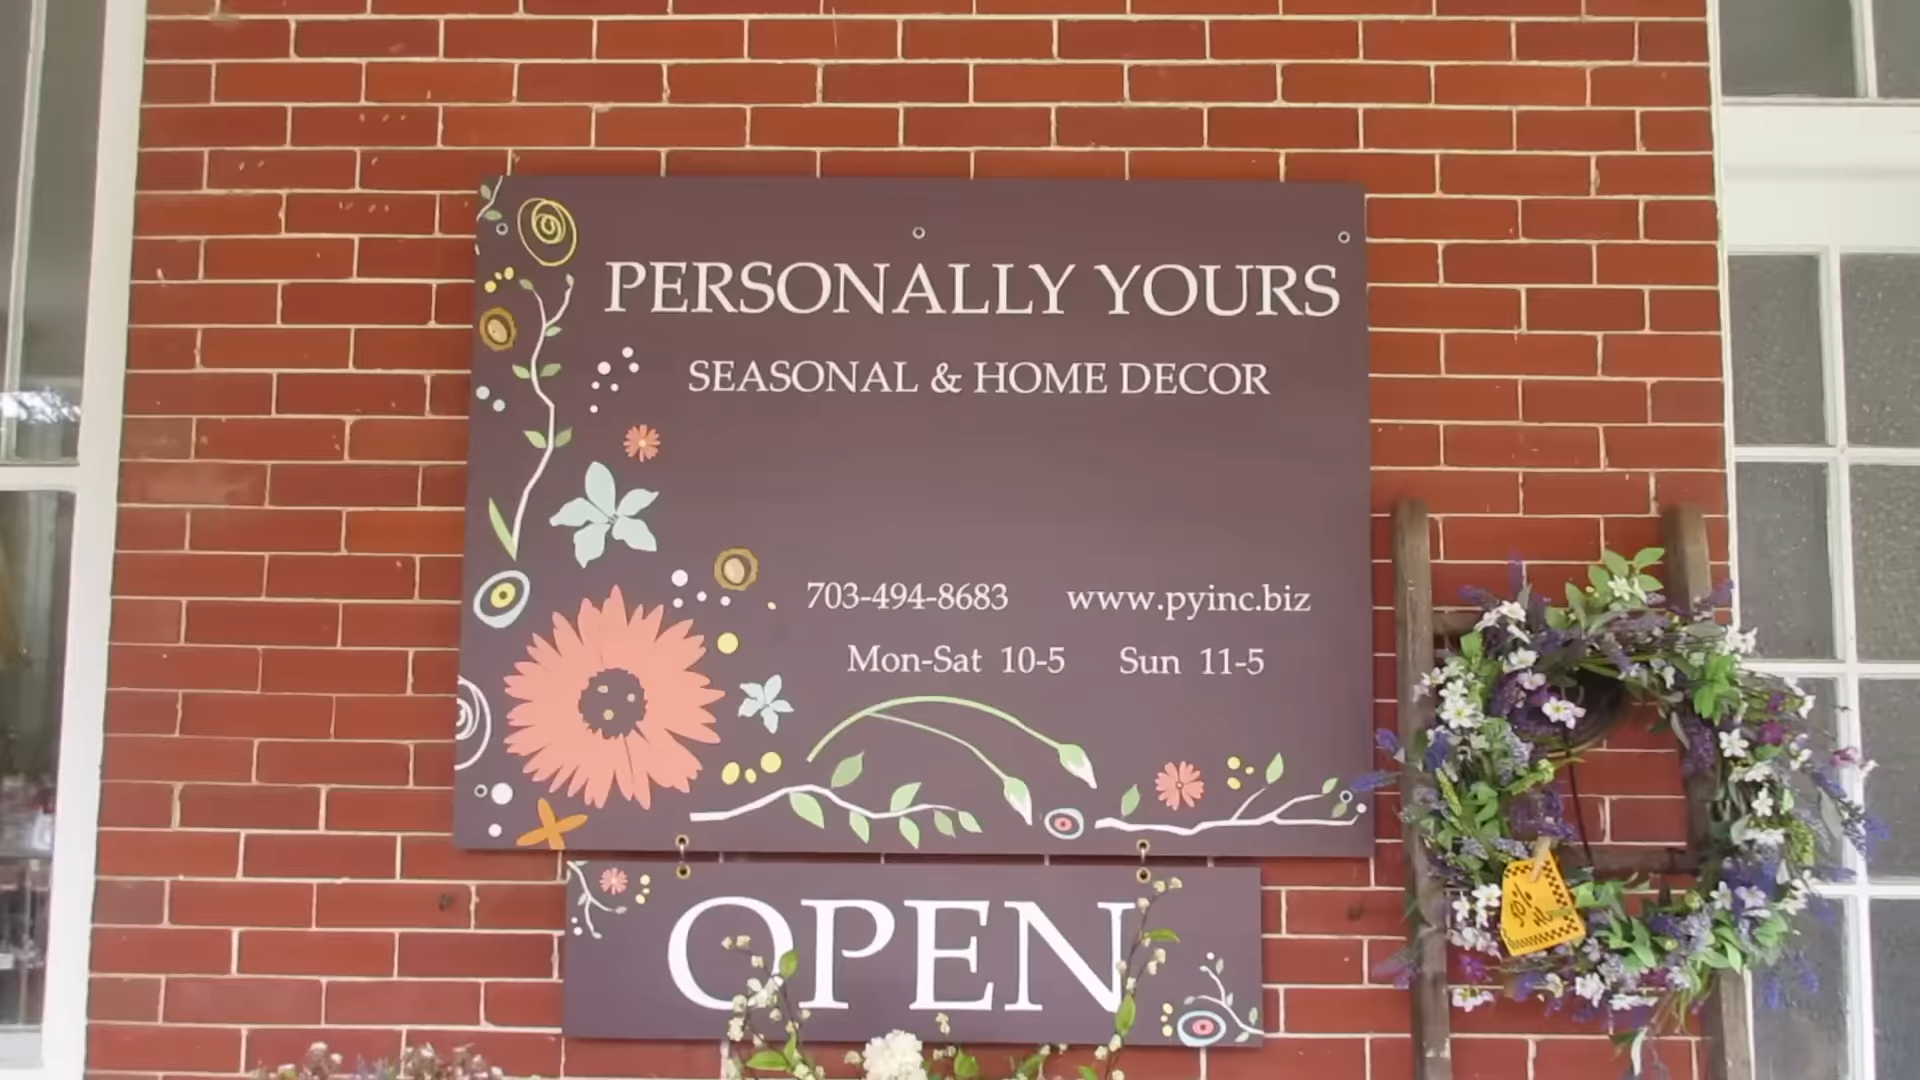 PERSONALLY YOURS
SEASONAL & HOME DECOR
703-494-8683 www.pyinc.biz
Mon-Sat 10-5 Sun 11-5
OPEN